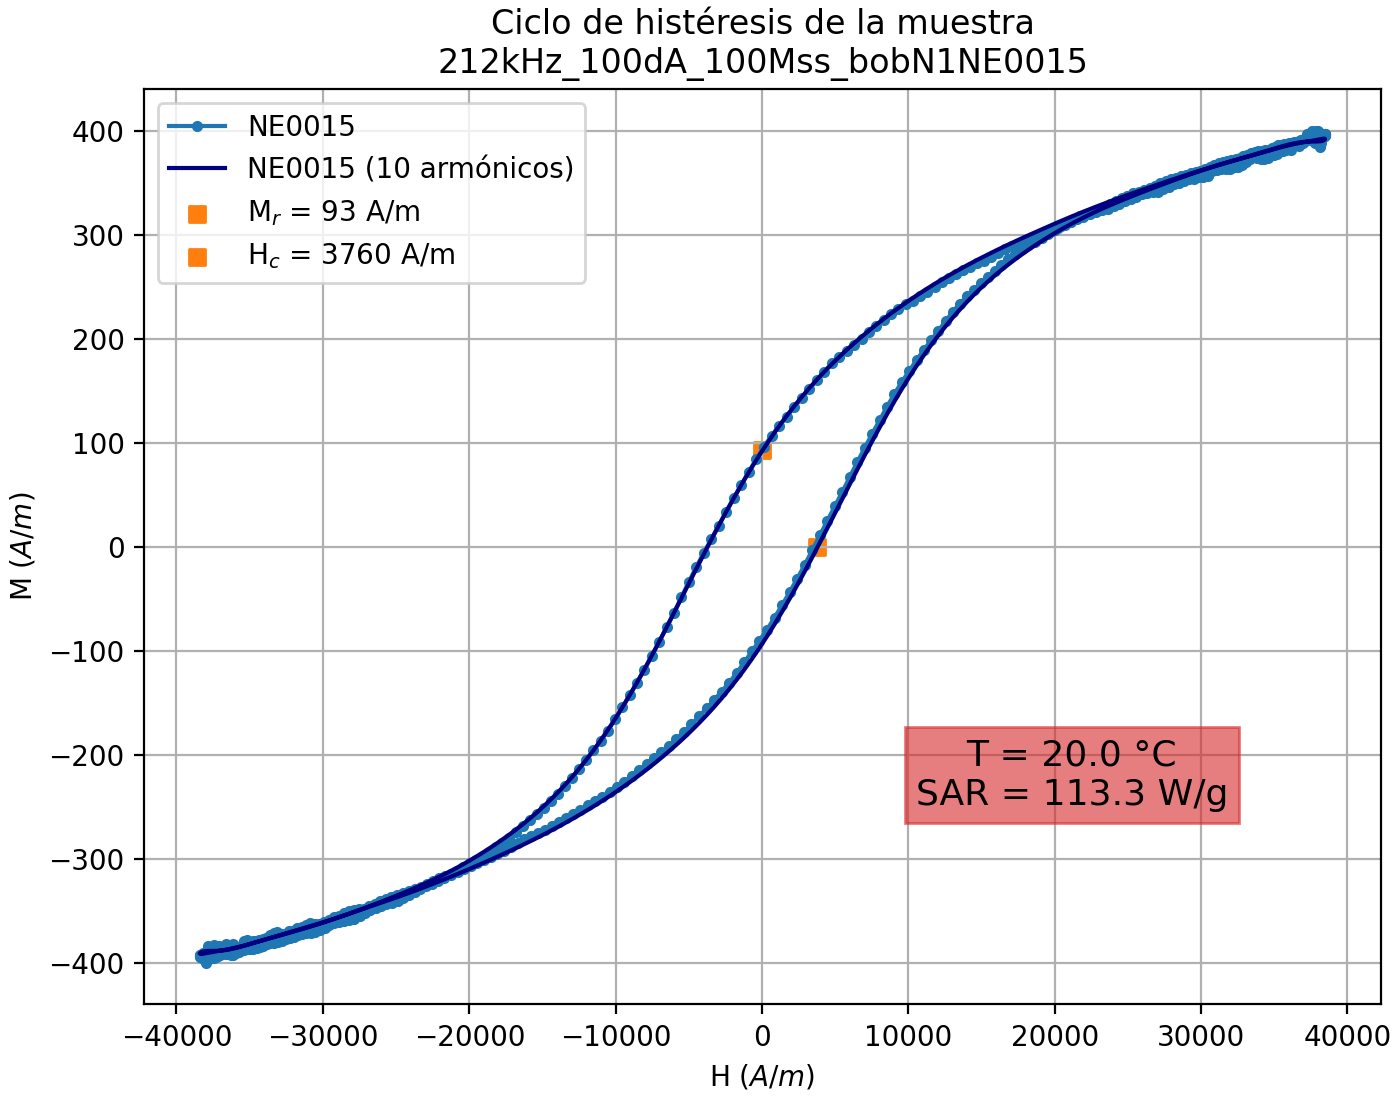 Ciclo de histéresis de la muestra
212kHz_100dA_100Mss_bobN1NE0015
NE0015
NE0015 (10 armónicos)
Mᵣ = 93 A/m
H_c = 3760 A/m
400
300
200
100
0
−100
−200
−300
−400
M (A/m)
T = 20.0 °C
SAR = 113.3 W/g
−40000 −30000 −20000 −10000 0 10000 20000 30000 40000
H (A/m)